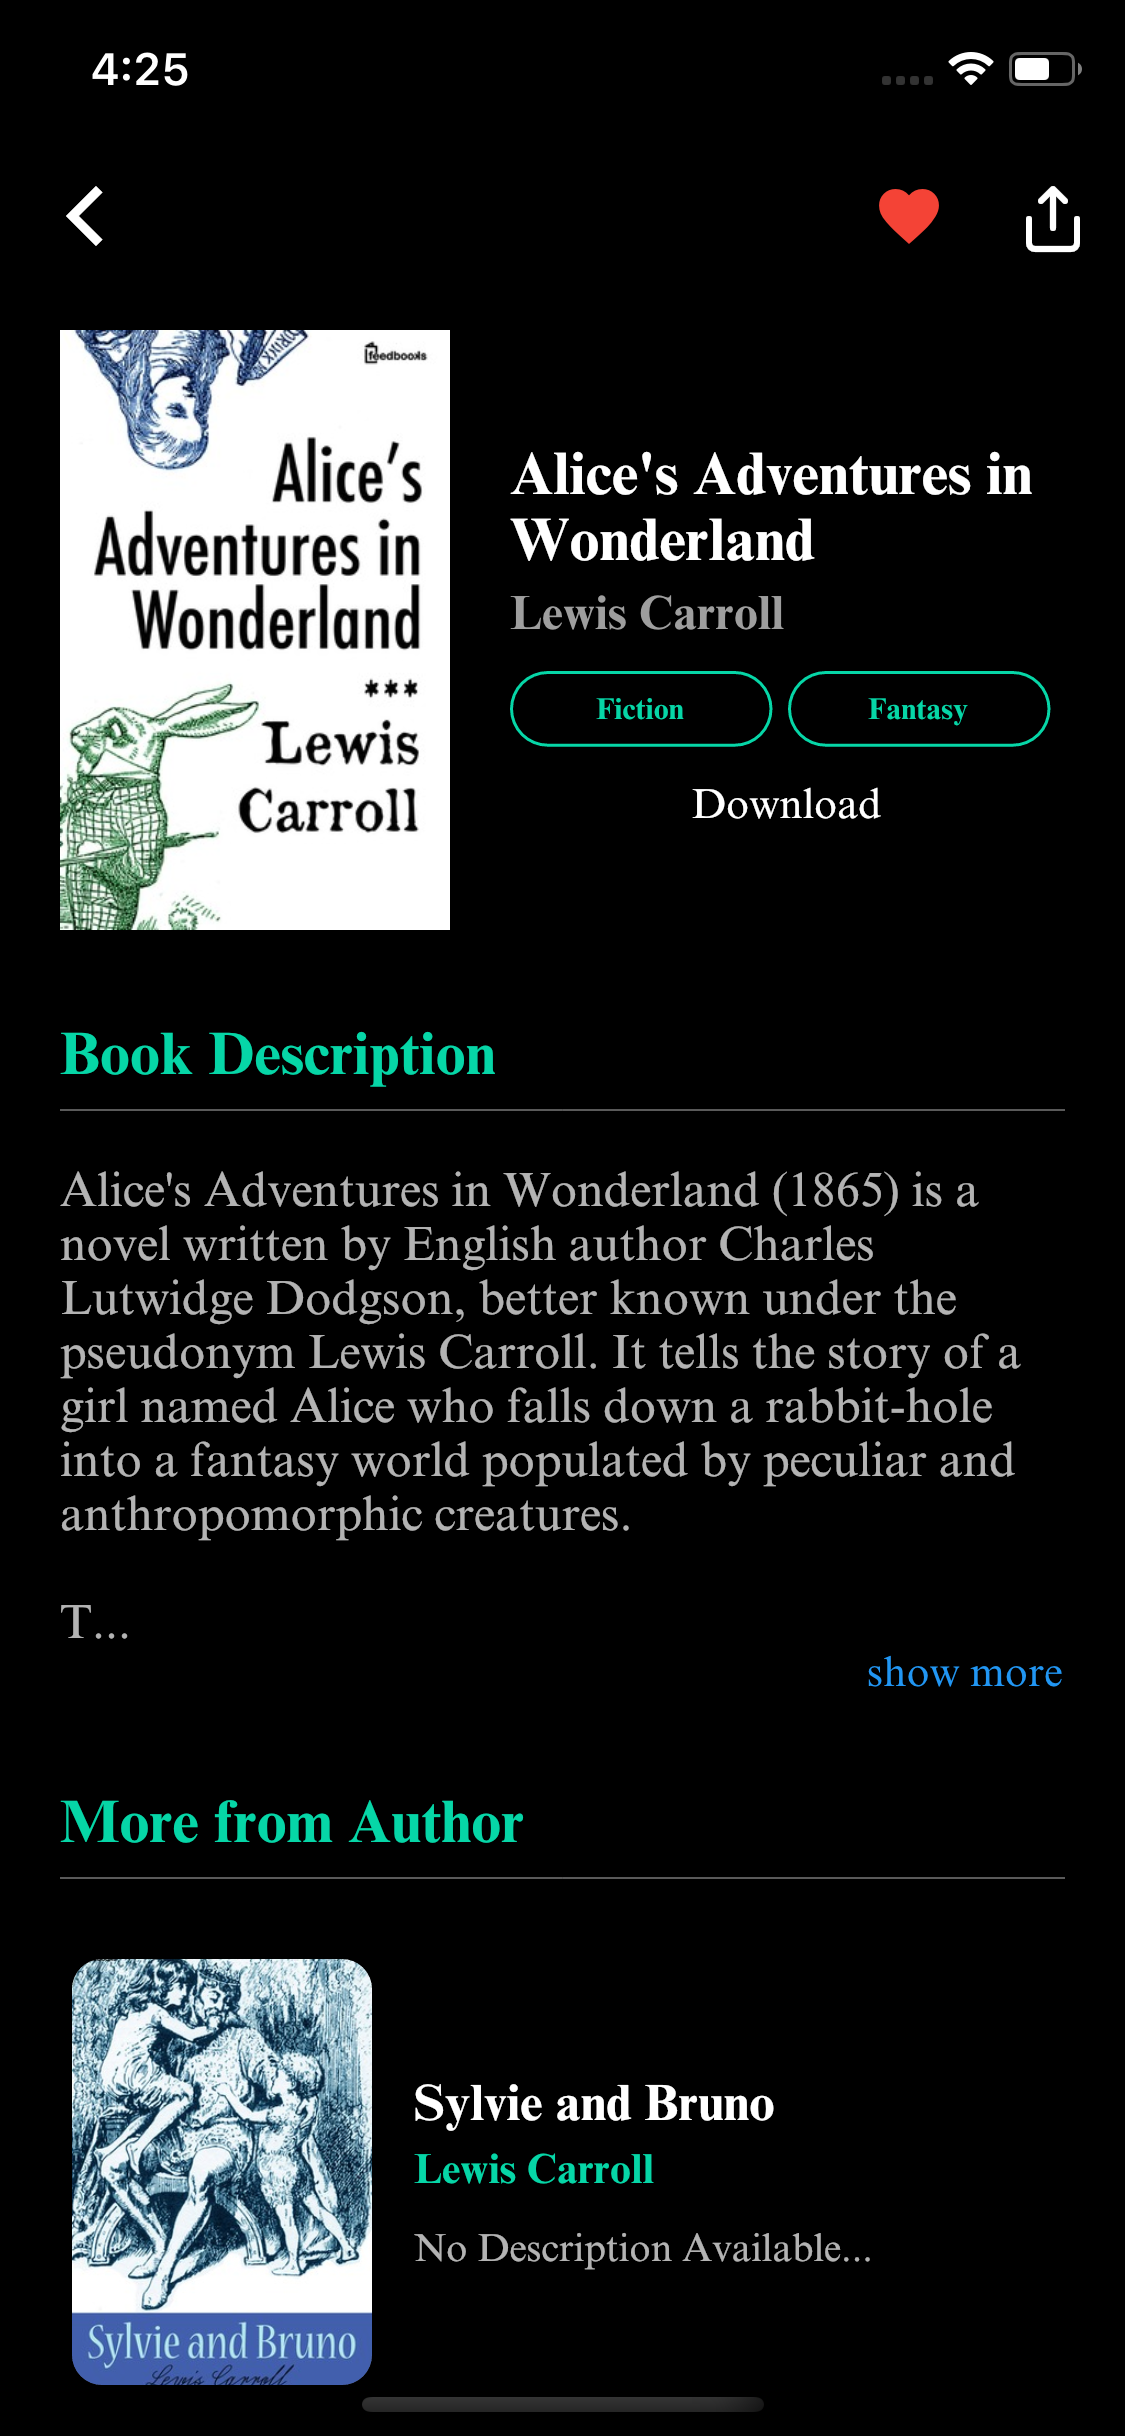 4:25
feedbooks
Alice's
Adventures in
Wonderland
***
Lewis
Carroll
Alice's Adventures in
Wonderland
Lewis Carroll
Fiction
Fantasy
Download
Book Description
Alice's Adventures in Wonderland (1865) is a
novel written by English author Charles
Lutwidge Dodgson, better known under the
pseudonym Lewis Carroll. It tells the story of a
girl named Alice who falls down a rabbit-hole
into a fantasy world populated by peculiar and
anthropomorphic creatures.
T...
show more
More from Author
Sylvie and Bruno
Lewis Carroll
Sylvie and Bruno
Lewis Carroll
No Description Available...